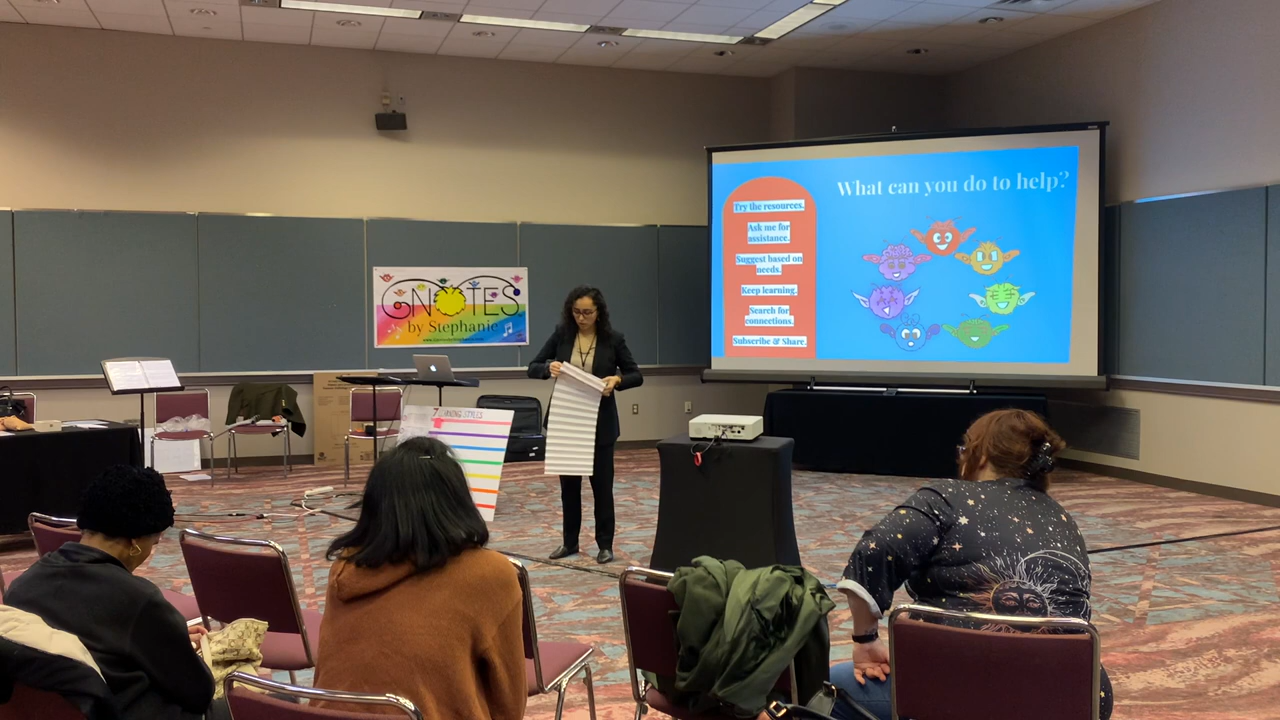 GNOTES
by Stephanie
What can you do to help?
Try the resources.
Ask me for
assistance.
Suggest based on
needs.
Keep learning.
Search for
connections.
Subscribe & Share.